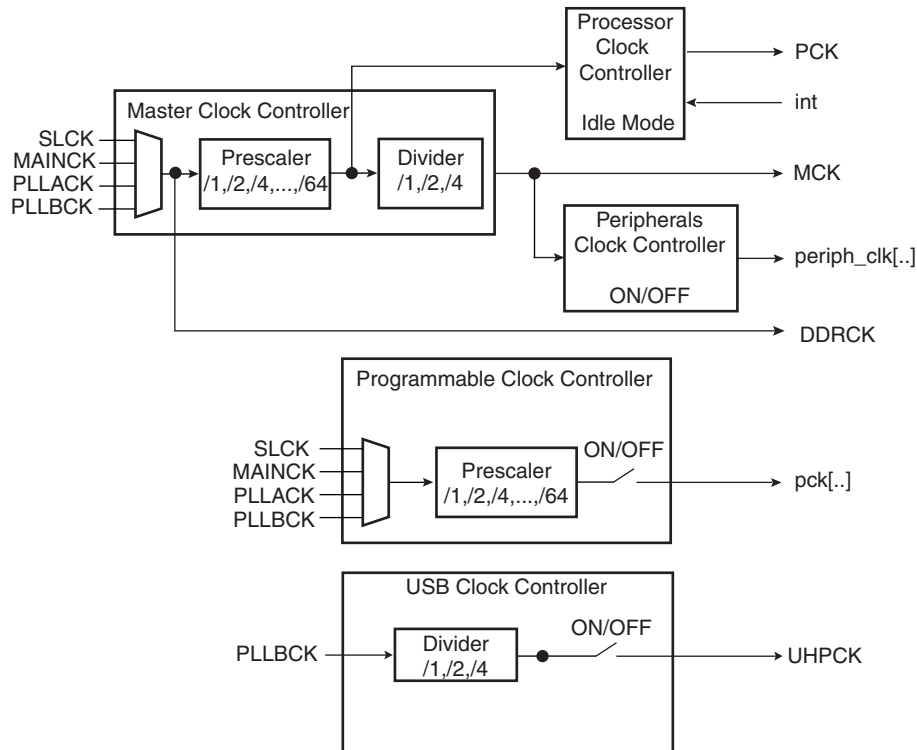 Processor
Clock
Controller
Idle Mode
PCK
int
Master Clock Controller
SLCK
MAINCK
PLLACK
PLLBCK
Prescaler
/1,/2,/4,...,/64
Divider
/1,/2,/4
MCK
Peripherals
Clock Controller
ON/OFF
periph_clk[..]
DDRCK
Programmable Clock Controller
SLCK
MAINCK
PLLACK
PLLBCK
Prescaler
/1,/2,/4,...,/64
ON/OFF
pck[..]
USB Clock Controller
PLLBCK
Divider
/1,/2,/4
ON/OFF
UHPCK